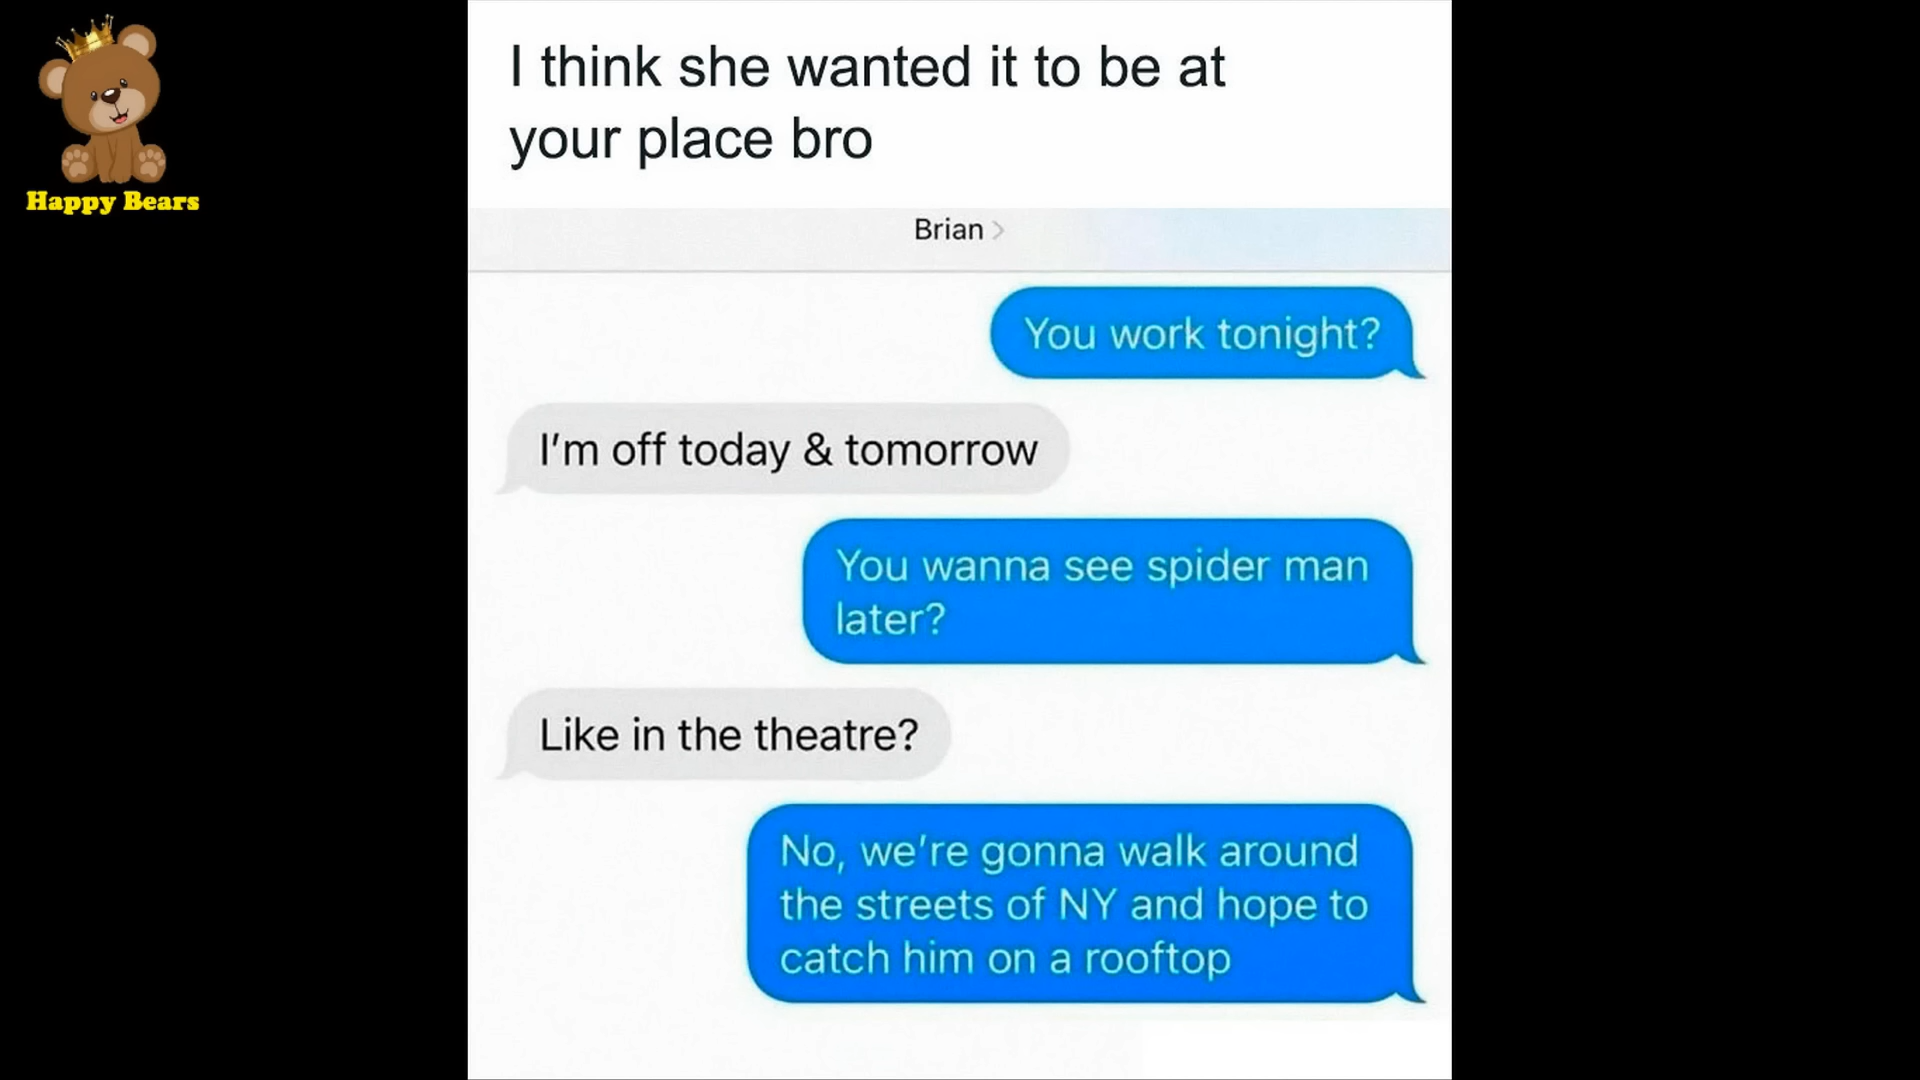 I think she wanted it to be at
your place bro
Happy Bears
Brian
You work tonight?
I'm off today & tomorrow
You wanna see spider man
later?
Like in the theatre?
No, we're gonna walk around
the streets of NY and hope to
catch him on a rooftop